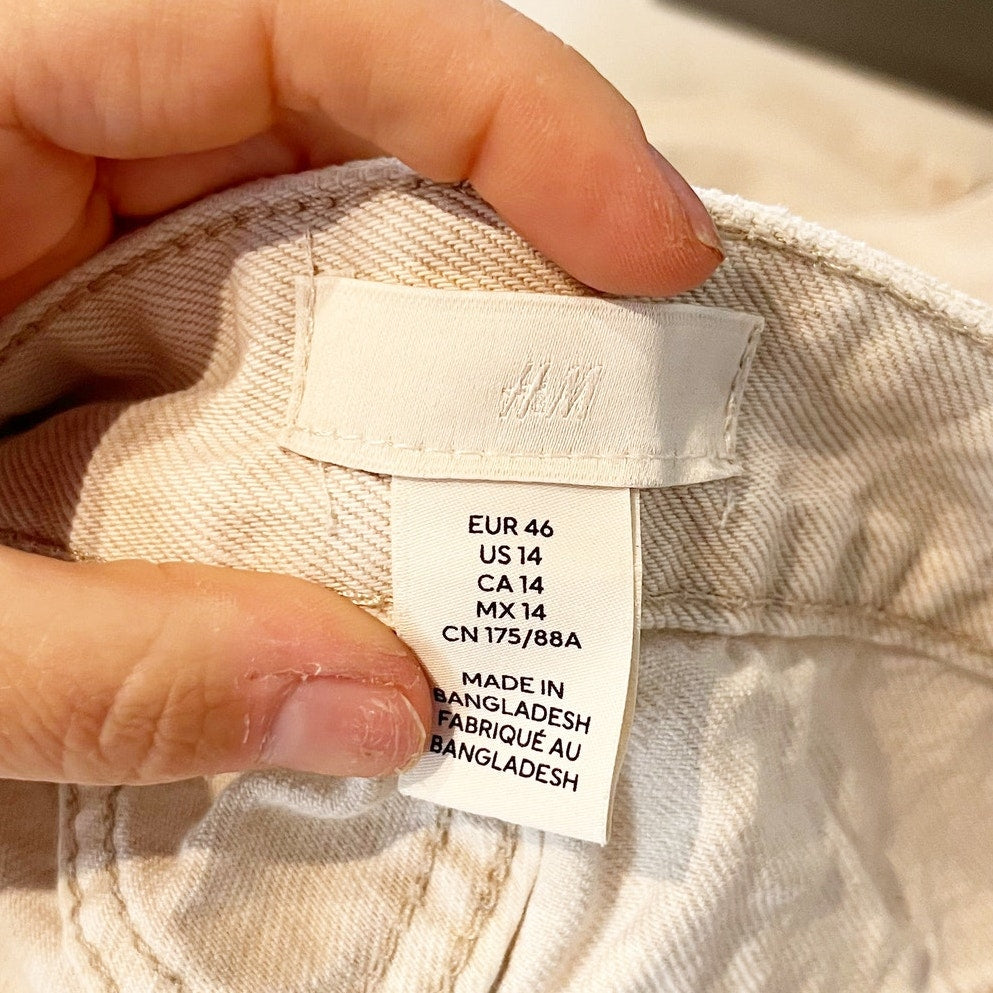 H&M
EUR 46
US 14
CA 14
MX 14
CN 175/88A
MADE IN
BANGLADESH
FABRIQUÉ AU
BANGLADESH